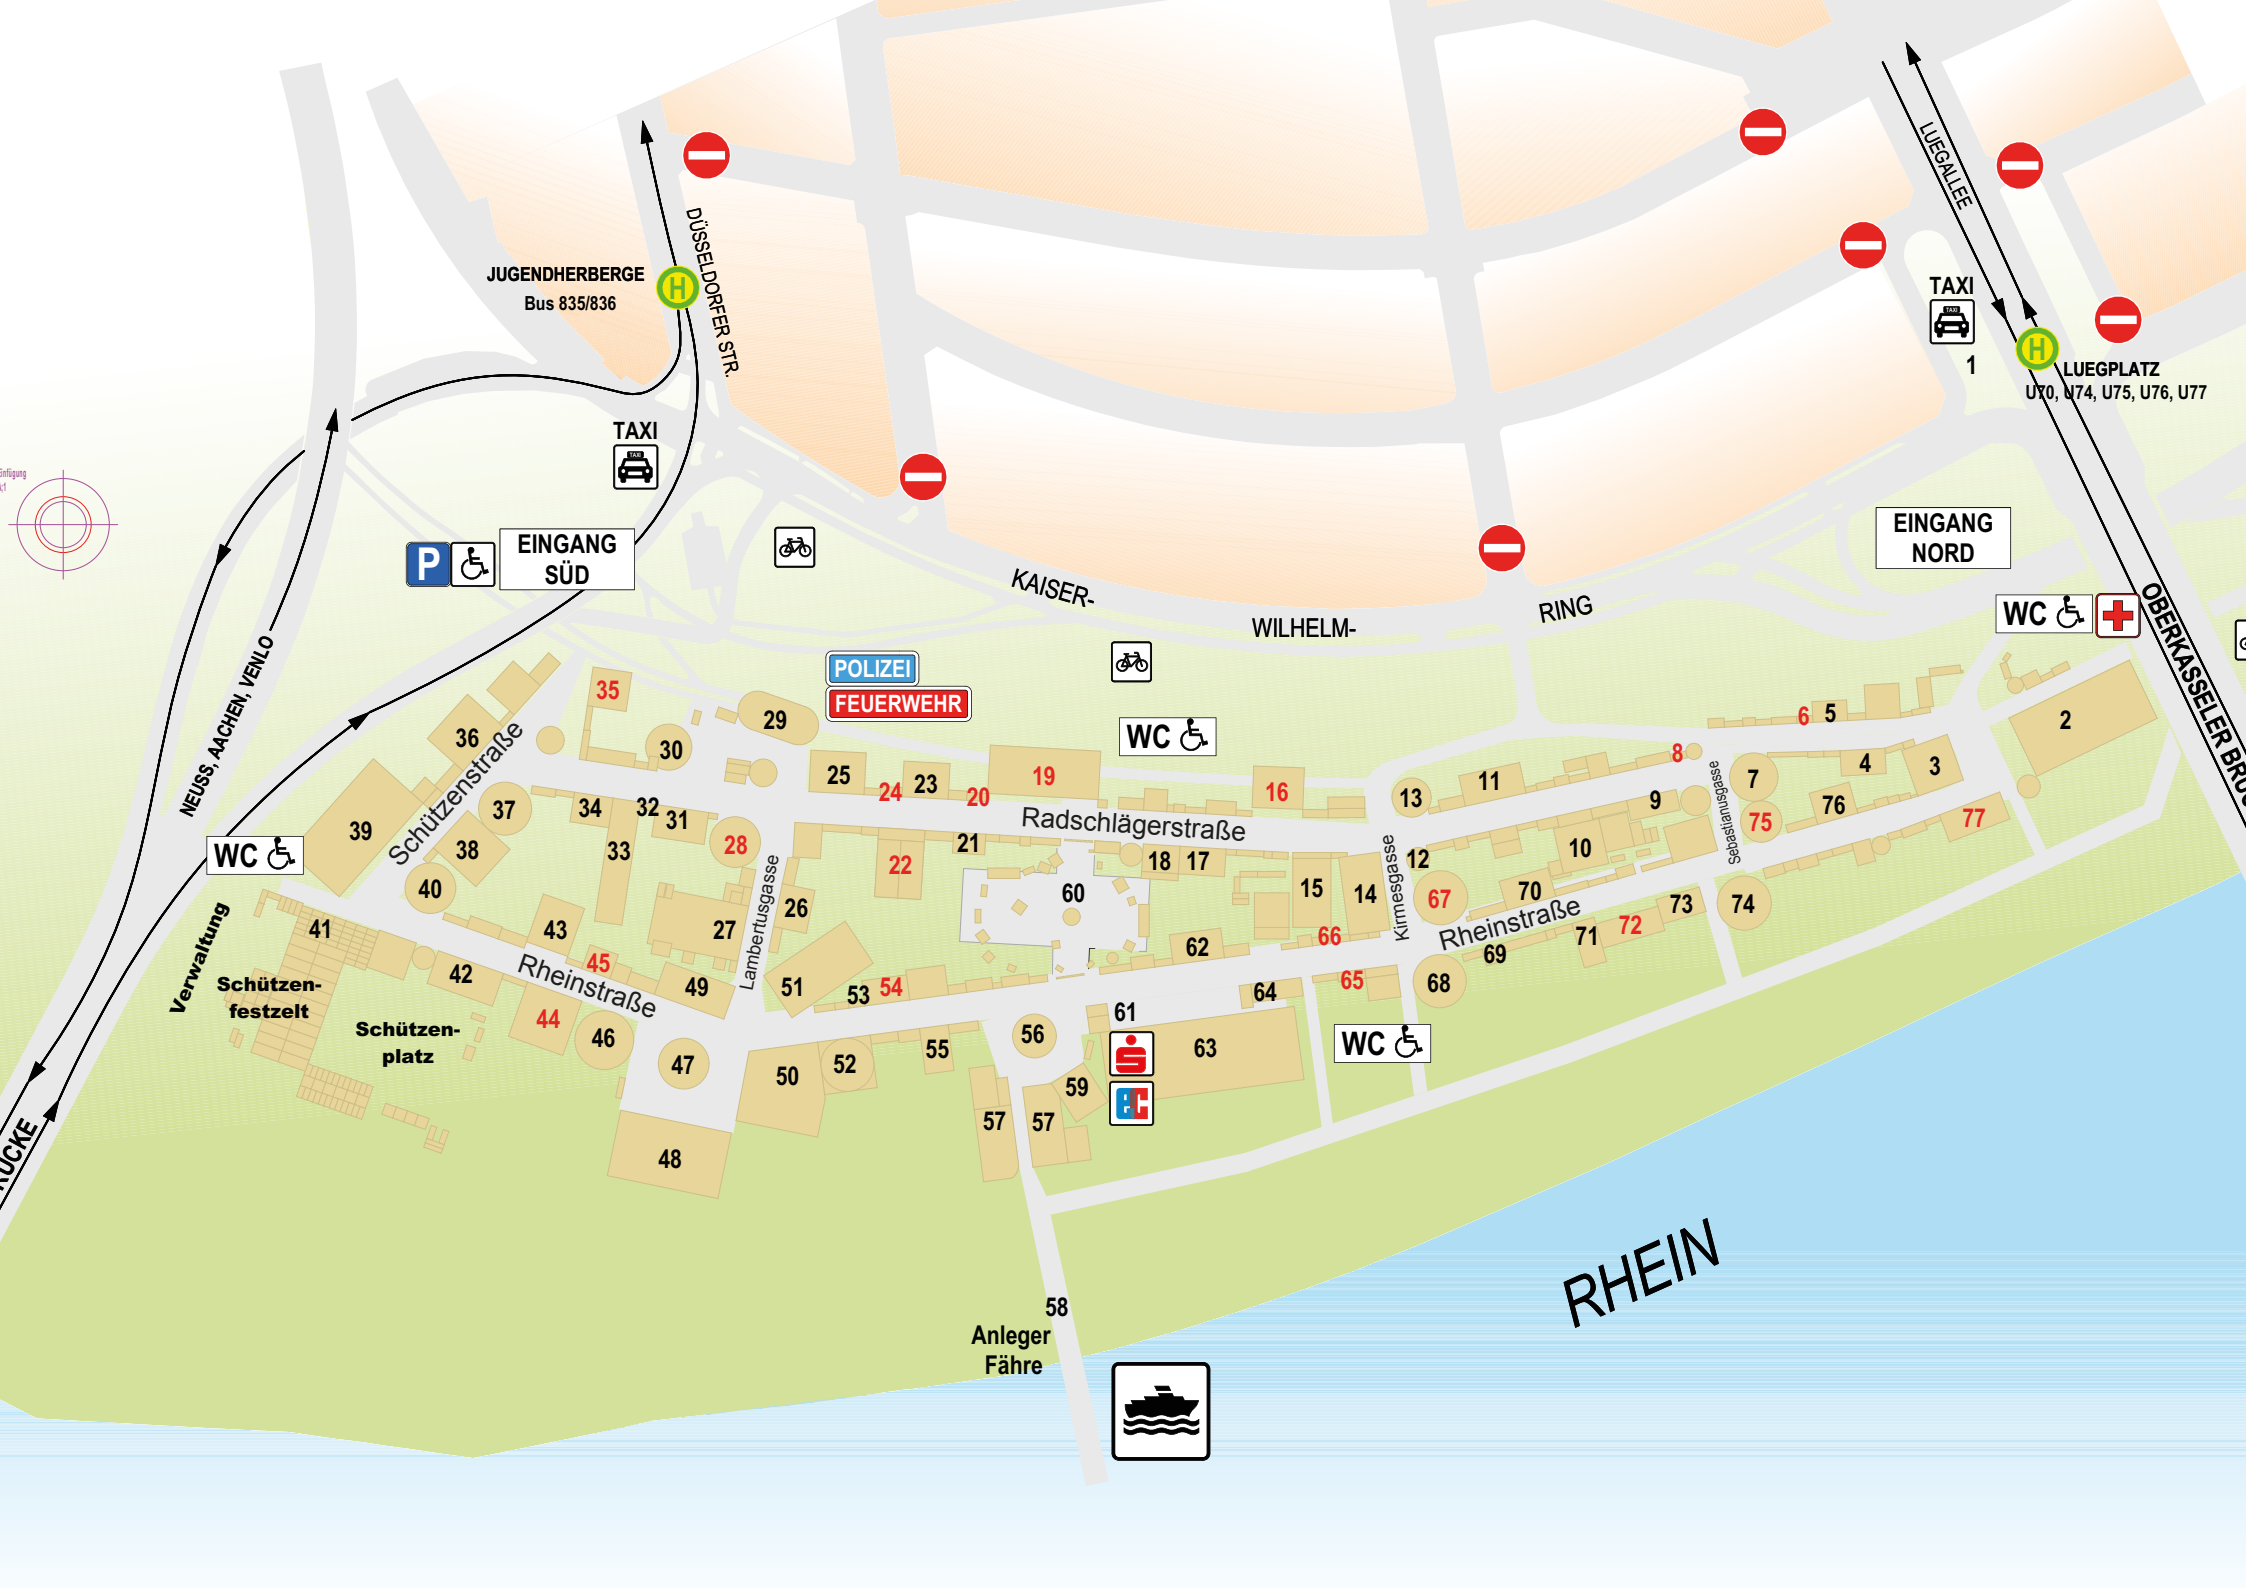 LUEGALLEE
DÜSSELDORFER STR.
JUGENDHERBERGE
Bus 835/836
H
TAXI
TAXI
1
H
LUEGPLATZ
U70, U74, U75, U76, U77
TAXI
TAXI
P
EINGANG
SÜD
EINGANG
NORD
KAISER-
WILHELM-
RING
WC
OBERKASSELER BRÜC
NEUSS, AACHEN, VENLO
POLIZEI
FEUERWEHR
WC
35
36
30
29
6
5
2
8
25
24
23
20
19
16
13
11
7
4
3
Schützenstraße
37
34
32
31
Radschlägerstraße
9
Sebastianusgasse
75
76
77
39
38
33
28
22
21
18
17
12
10
WC
40
Lambertusgasse
26
60
15
14
Kirmesgasse
67
70
73
74
Verwaltung
41
43
27
62
66
Rheinstraße
69
71
72
42
45
Rheinstraße
49
51
53
54
64
65
68
Schützen-
festzelt
44
46
Schützen-
platz
47
50
52
55
56
61
63
WC
59
57
57
48
RÜCKE
58
Anleger
Fähre
RHEIN